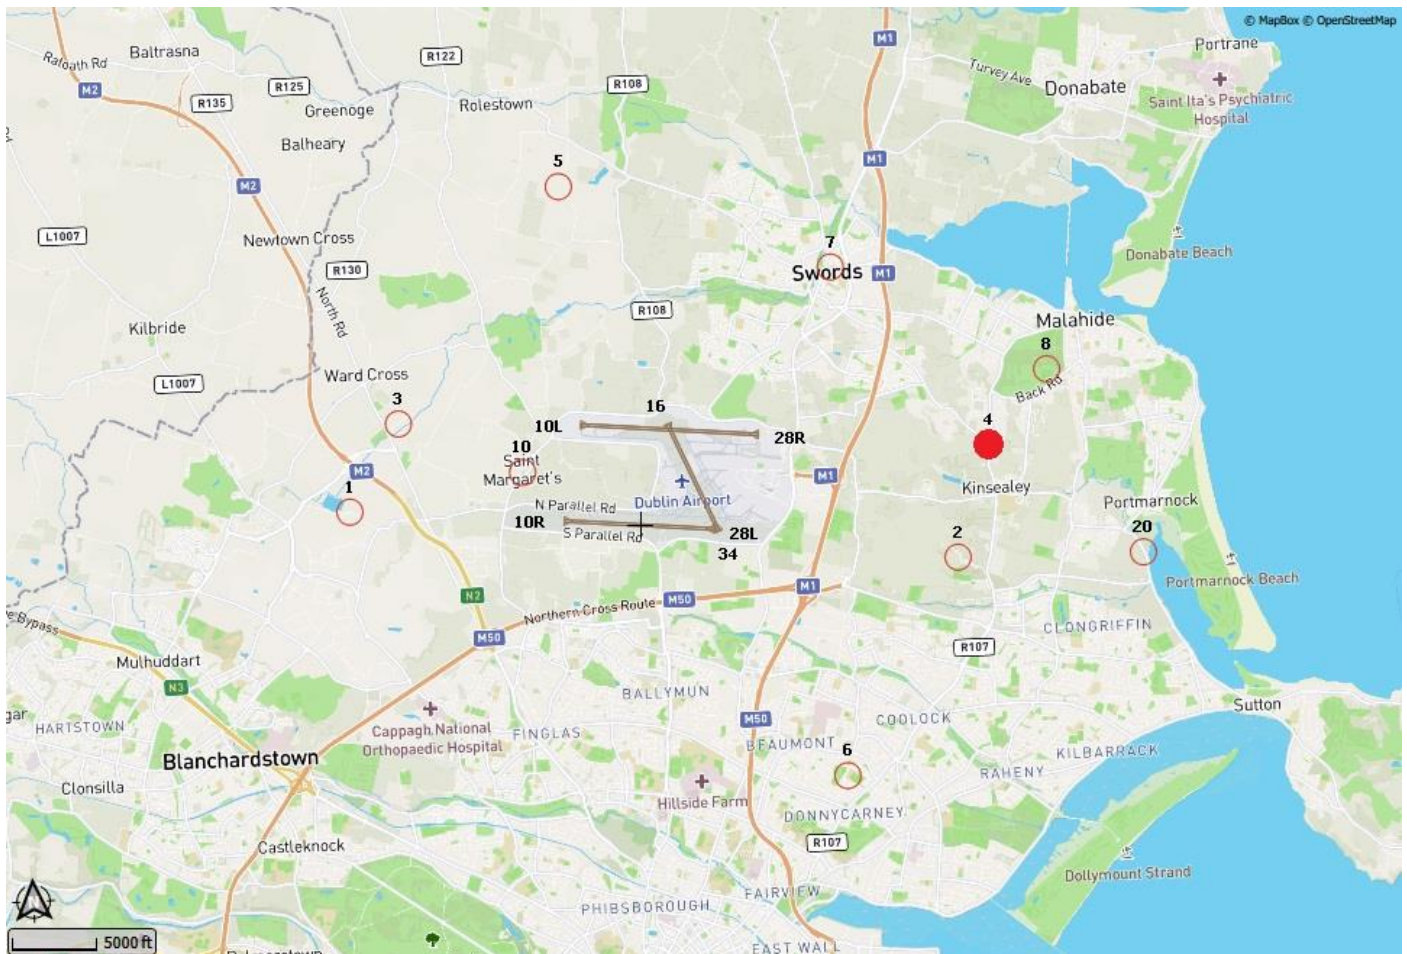 © MapBox © OpenStreetMap
Baltrasna
Portrane
M1
Ratoath Rd
R122
Turvey Ave
M2
R125
R108
Donabate
R135
Greenoge
Rolestown
Saint Ita's Psychiatric
Hospital
Balheary
M1
5
M2
L1007
Newtown Cross
7
Donabate Beach
R130
Swords
M1
North Rd
R108
Malahide
Kilbride
8
Ward Cross
L1007
Back Rd
3
16
4
10L
28R
10
Saint
Margaret's
M2
M1
1
Dublin Airport
Kinsealey
Portmarnock
N Parallel Rd
10R
S Parallel Rd
28L
34
2
20
Portmarnock Beach
M1
N2
Northern Cross Route
M50
CLONGRIFFIN
e Bypass
M50
R107
Mulhuddart
N3
BALLYMUN
gar
HARTSTOWN
Cappagh National
Orthopaedic Hospital
FINGLAS
M50
COOLOCK
Sutton
BEAUMONT
6
KILBARRACK
Blanchardstown
RAHENY
Clonsilla
Hillside Farm
DONNYCARNEY
R107
Castleknock
Dollymount Strand
FAIRVIEW
PHIBSBOROUGH
5000 ft
EAST WALL